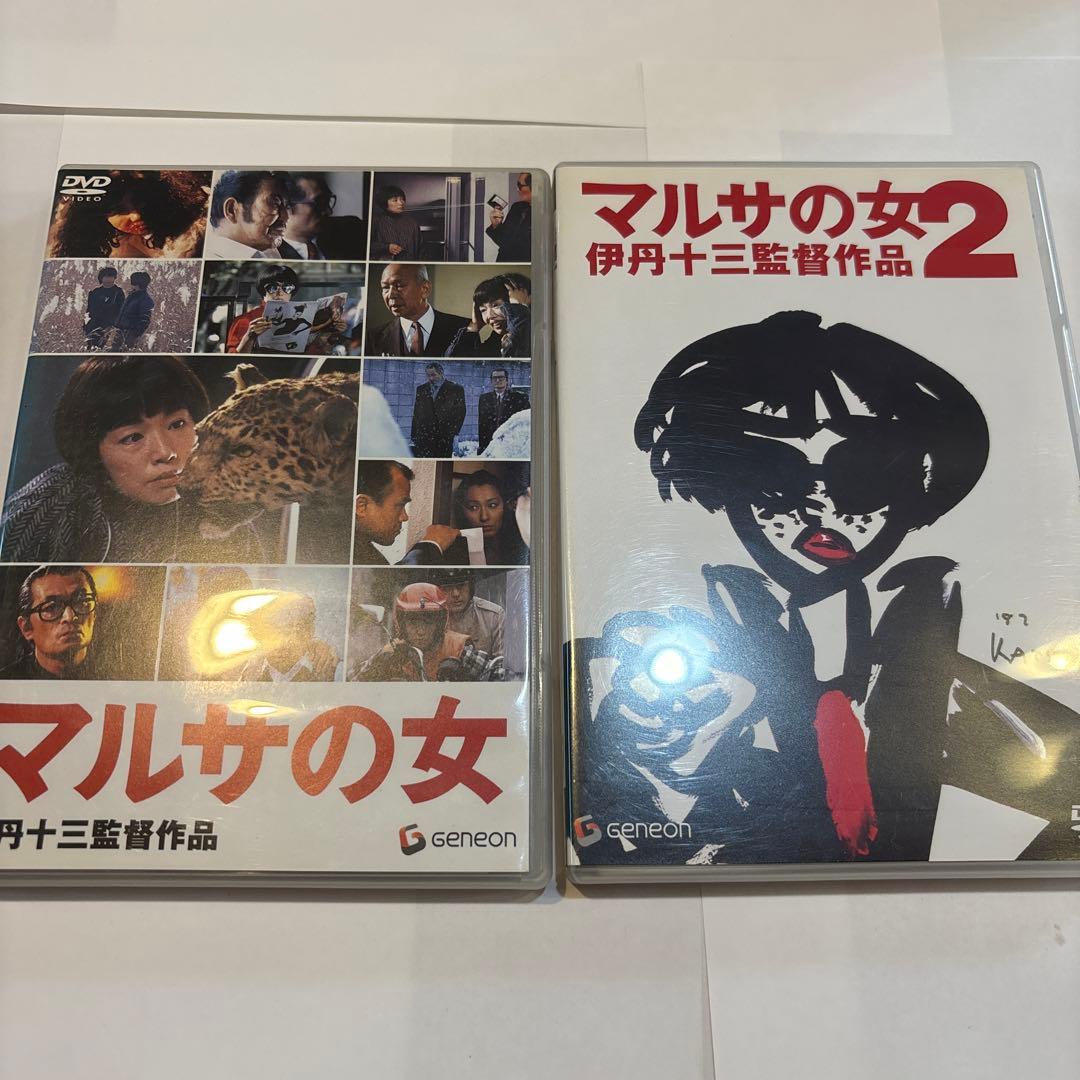 DVD
VIDEO
マルサの女
丹十三監督作品
Geneon
マルサの女2
伊丹十三監督作品
Geneon